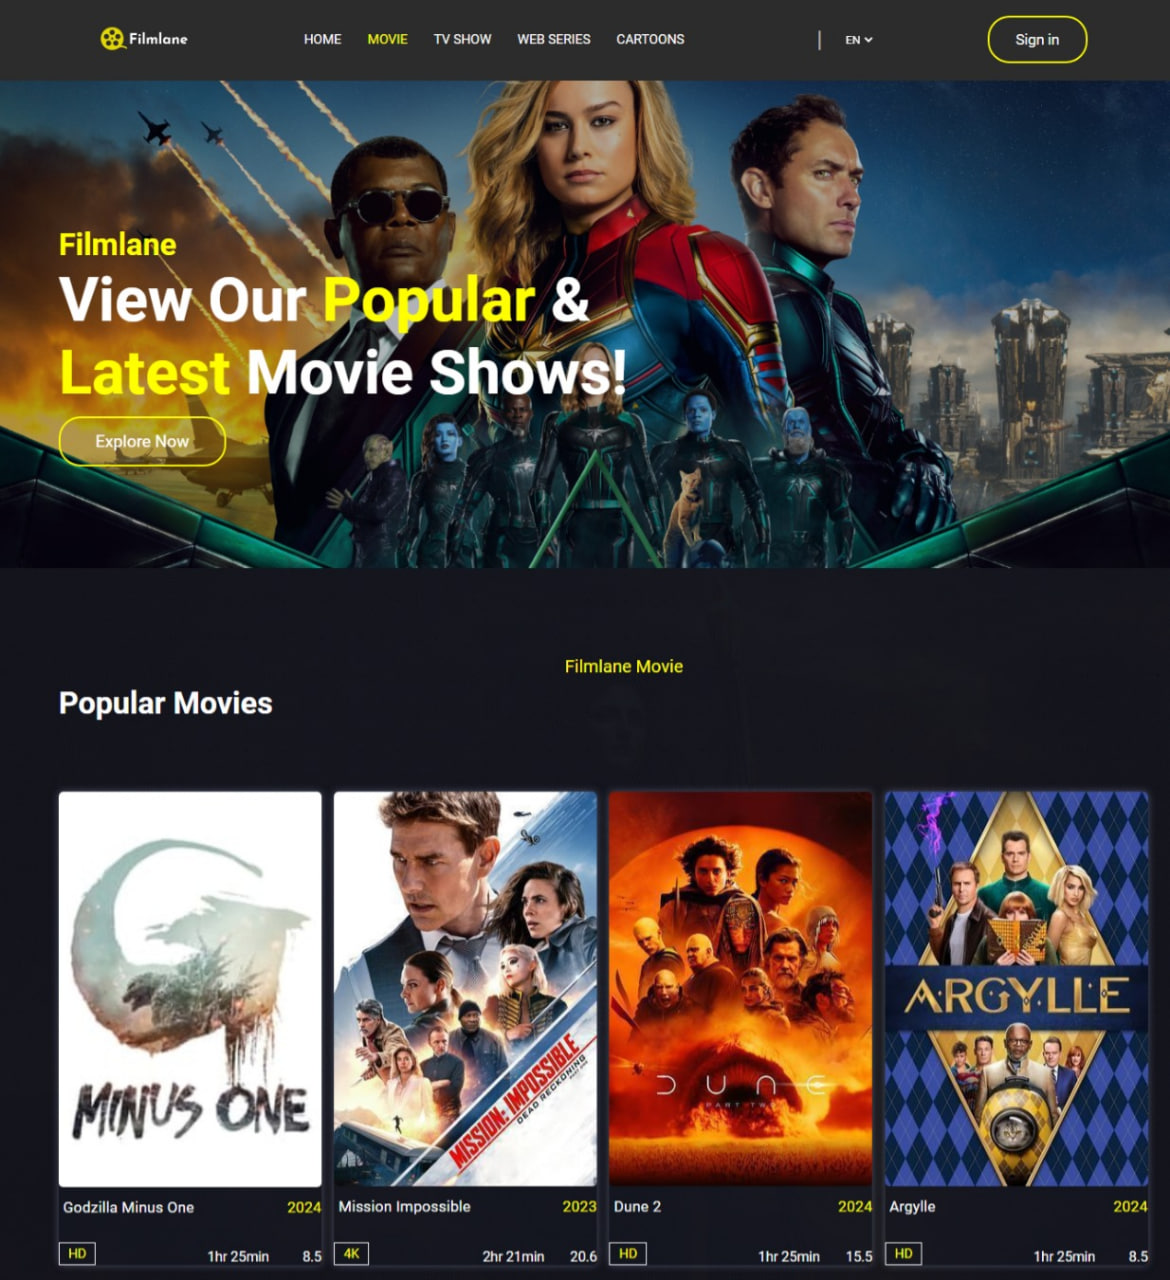 Filmlane
HOME MOVIE TV SHOW WEB SERIES CARTOONS
EN
Sign in
Filmlane
View Our Popular &
Latest Movie Shows!
Explore Now
Filmlane Movie
Popular Movies
MINUS ONE
MISSION: IMPOSSIBLE
DEAD RECKONING
DUNE
PART TWO
ARGYLLE
Godzilla Minus One 2024
HD 1hr 25min 8.5
Mission Impossible 2023
4K 2hr 21min 20.6
Dune 2 2024
HD 1hr 25min 15.5
Argylle 2024
HD 1hr 25min 8.5